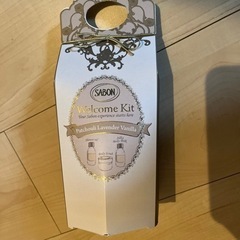 SABON
Welcome Kit
Your Sabon experience starts here
Patchouli Lavender Vanilla